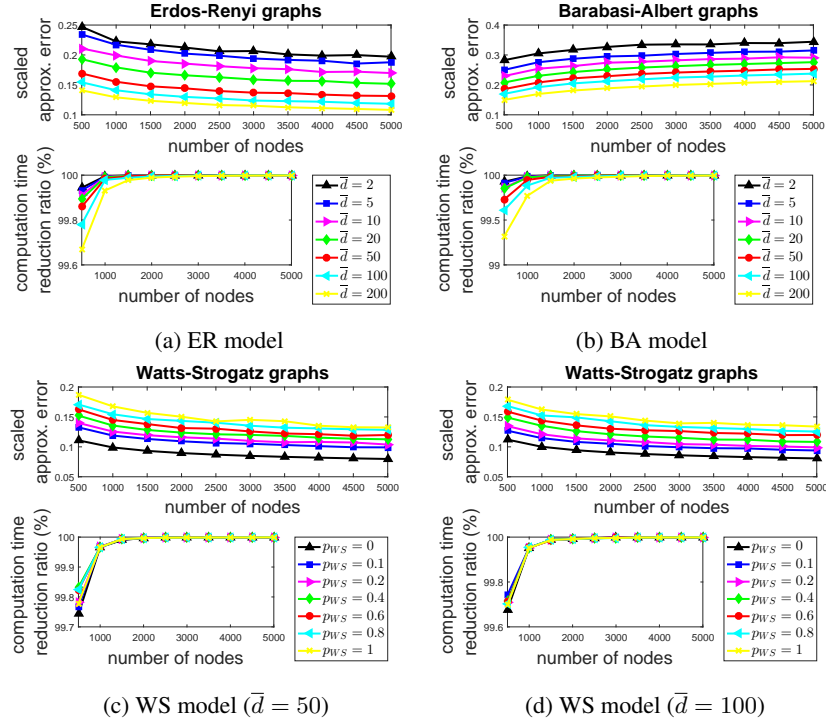 Erdos-Renyi graphs
scaled
approx. error
0.25
0.2
0.15
0.1
500 1000 1500 2000 2500 3000 3500 4000 4500 5000
number of nodes
computation time
reduction ratio (%)
100
99.8
99.6
1000 2000 3000 4000 5000
number of nodes
d̅ = 2
d̅ = 5
d̅ = 10
d̅ = 20
d̅ = 50
d̅ = 100
d̅ = 200
(a) ER model
Barabasi-Albert graphs
scaled
approx. error
0.4
0.3
0.2
0.1
500 1000 1500 2000 2500 3000 3500 4000 4500 5000
number of nodes
computation time
reduction ratio (%)
100
99.5
99
1000 2000 3000 4000 5000
number of nodes
d̅ = 2
d̅ = 5
d̅ = 10
d̅ = 20
d̅ = 50
d̅ = 100
d̅ = 200
(b) BA model
Watts-Strogatz graphs
scaled
approx. error
0.2
0.15
0.1
0.05
500 1000 1500 2000 2500 3000 3500 4000 4500 5000
number of nodes
computation time
reduction ratio (%)
100
99.9
99.8
99.7
1000 2000 3000 4000 5000
number of nodes
p_WS = 0
p_WS = 0.1
p_WS = 0.2
p_WS = 0.4
p_WS = 0.6
p_WS = 0.8
p_WS = 1
(c) WS model (d̅ = 50)
Watts-Strogatz graphs
scaled
approx. error
0.2
0.15
0.1
0.05
500 1000 1500 2000 2500 3000 3500 4000 4500 5000
number of nodes
computation time
reduction ratio (%)
100
99.8
99.6
1000 2000 3000 4000 5000
number of nodes
p_WS = 0
p_WS = 0.1
p_WS = 0.2
p_WS = 0.4
p_WS = 0.6
p_WS = 0.8
p_WS = 1
(d) WS model (d̅ = 100)